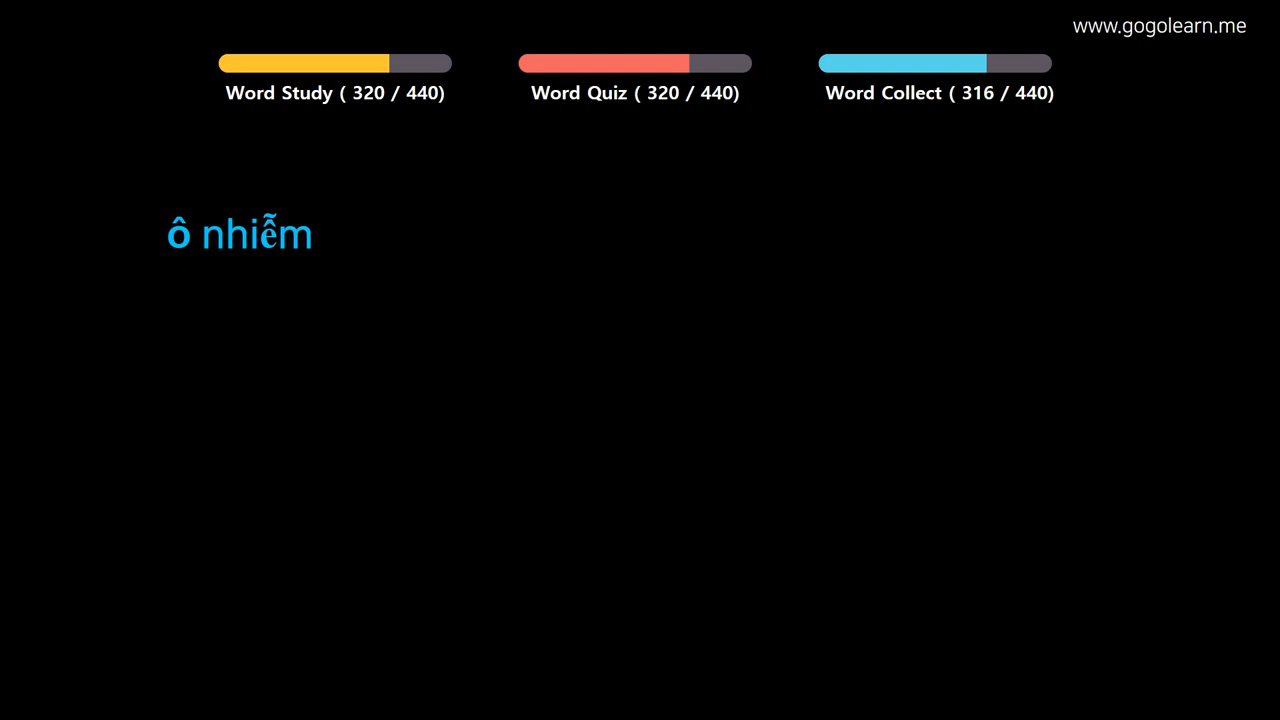 www.gogolearn.me
Word Study ( 320 / 440)
Word Quiz ( 320 / 440)
Word Collect ( 316 / 440)
ô nhiễm